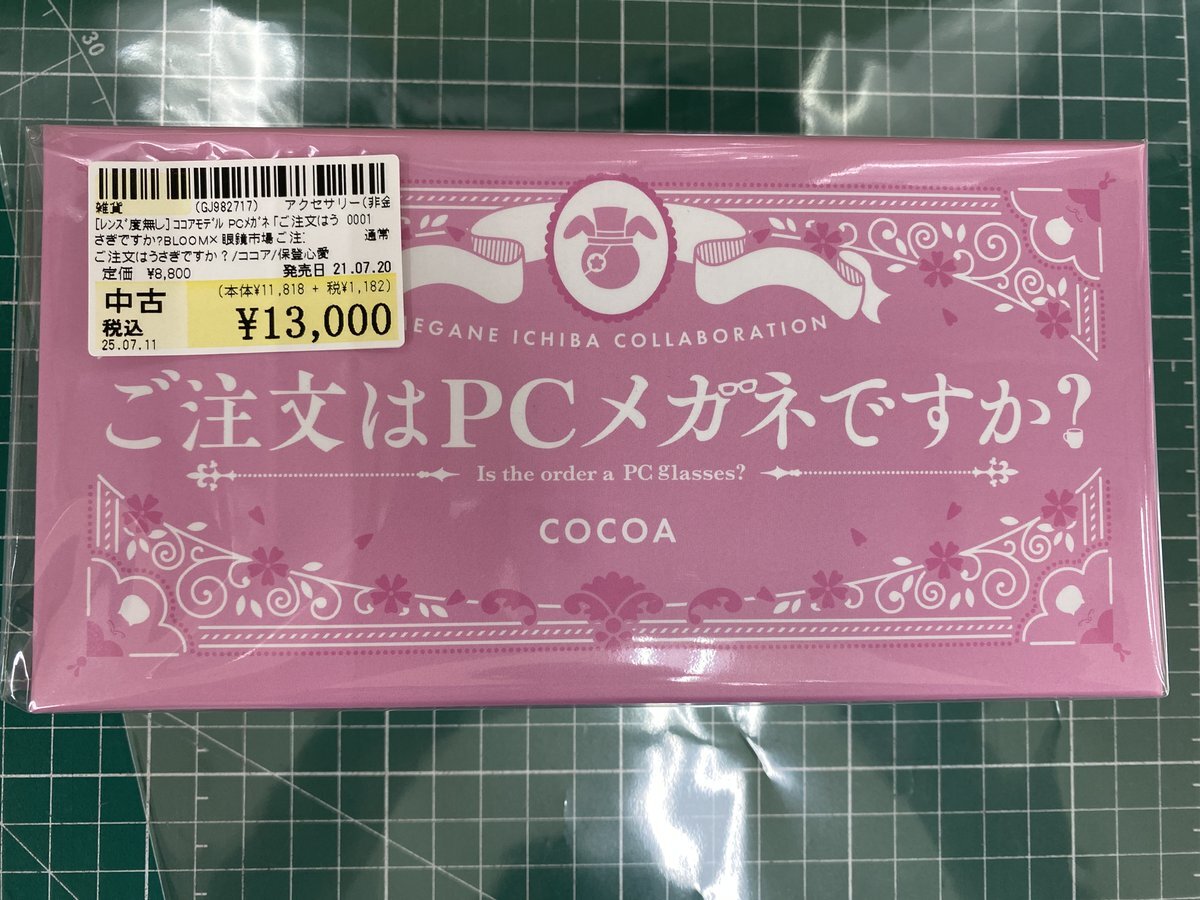 30
雑貨 (GJ982717) アクセサリー(非金
[レンズ度無し]ココアモデル PCメガネ「ご注文はう 0001
さぎですか?BLOOM× 眼鏡市場 ご注: 通常
ご注文はうさぎですか？/ココア/保登心愛
定価 ¥8,800 発売日 21.07.20
中古 (本体¥11,818 + 税¥1,182)
税込 ¥13,000
25.07.11
EGANE ICHIBA COLLABORATION
ご注文はPCメガネですか?
Is the order a PC glasses?
COCOA